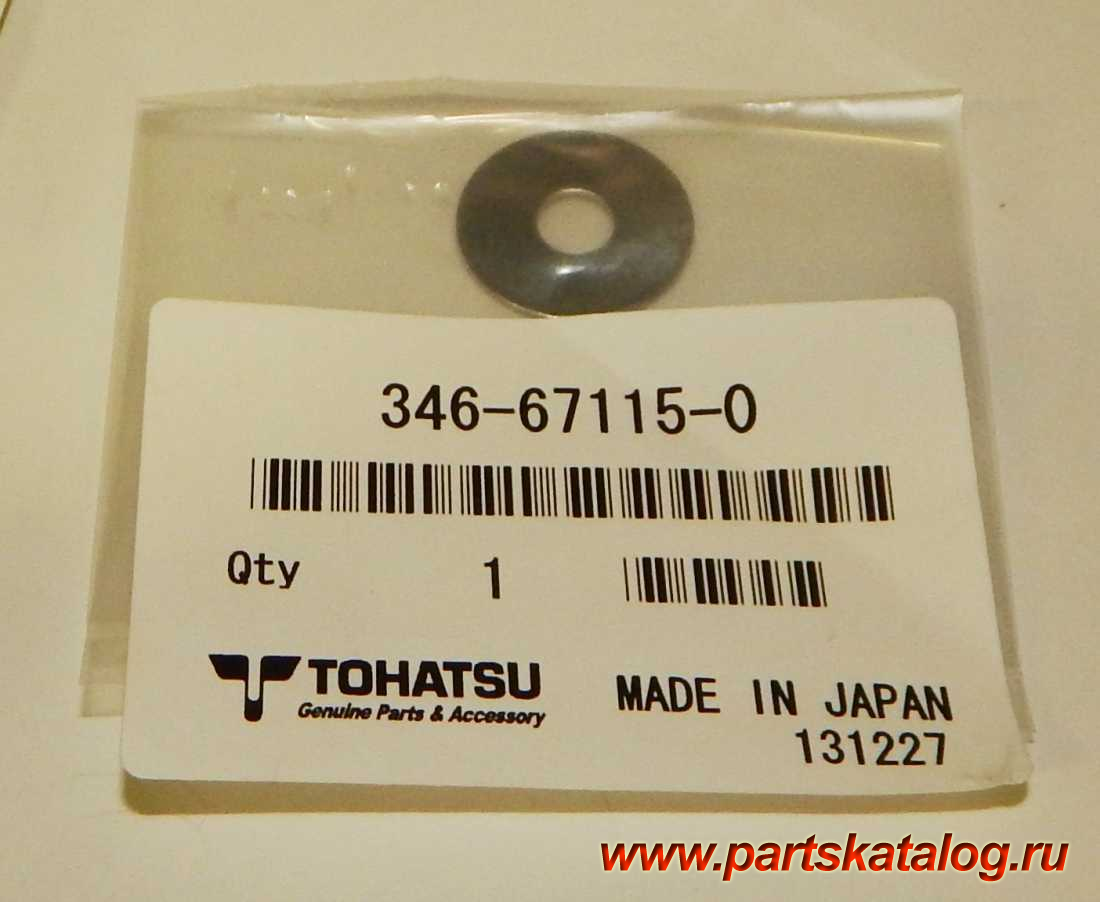 346-67115-0
Qty 1
TOHATSU
Genuine Parts & Accessory
MADE IN JAPAN
131227
www.partskatalog.ru